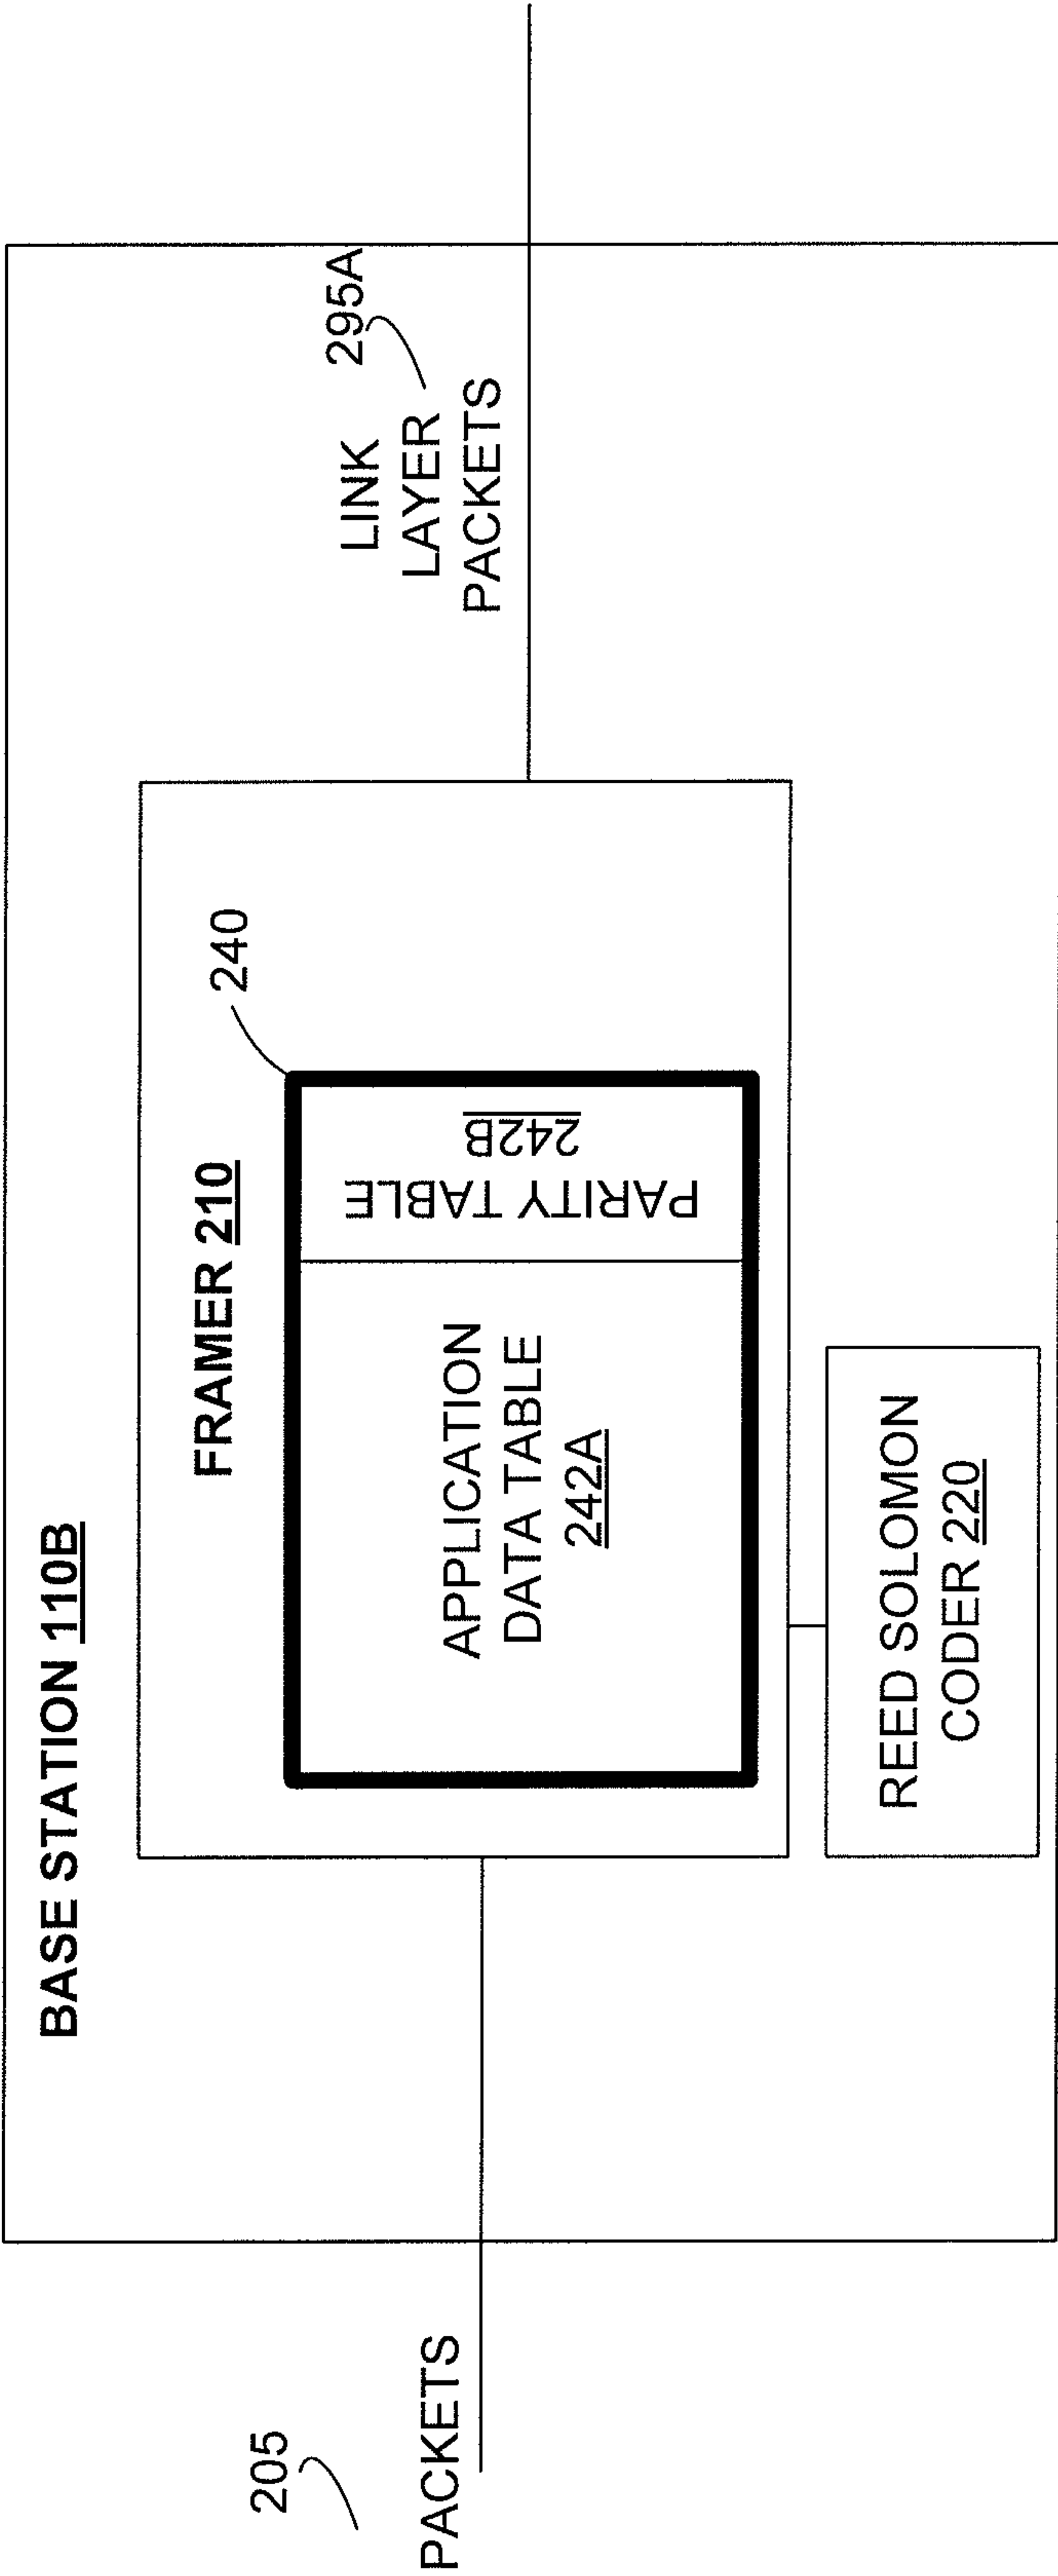 BASE STATION 110B
FRAMER 210
240
APPLICATION
DATA TABLE
242A
PARITY TABLE
242B
REED SOLOMON
CODER 220
205
PACKETS
295A
LINK
LAYER
PACKETS